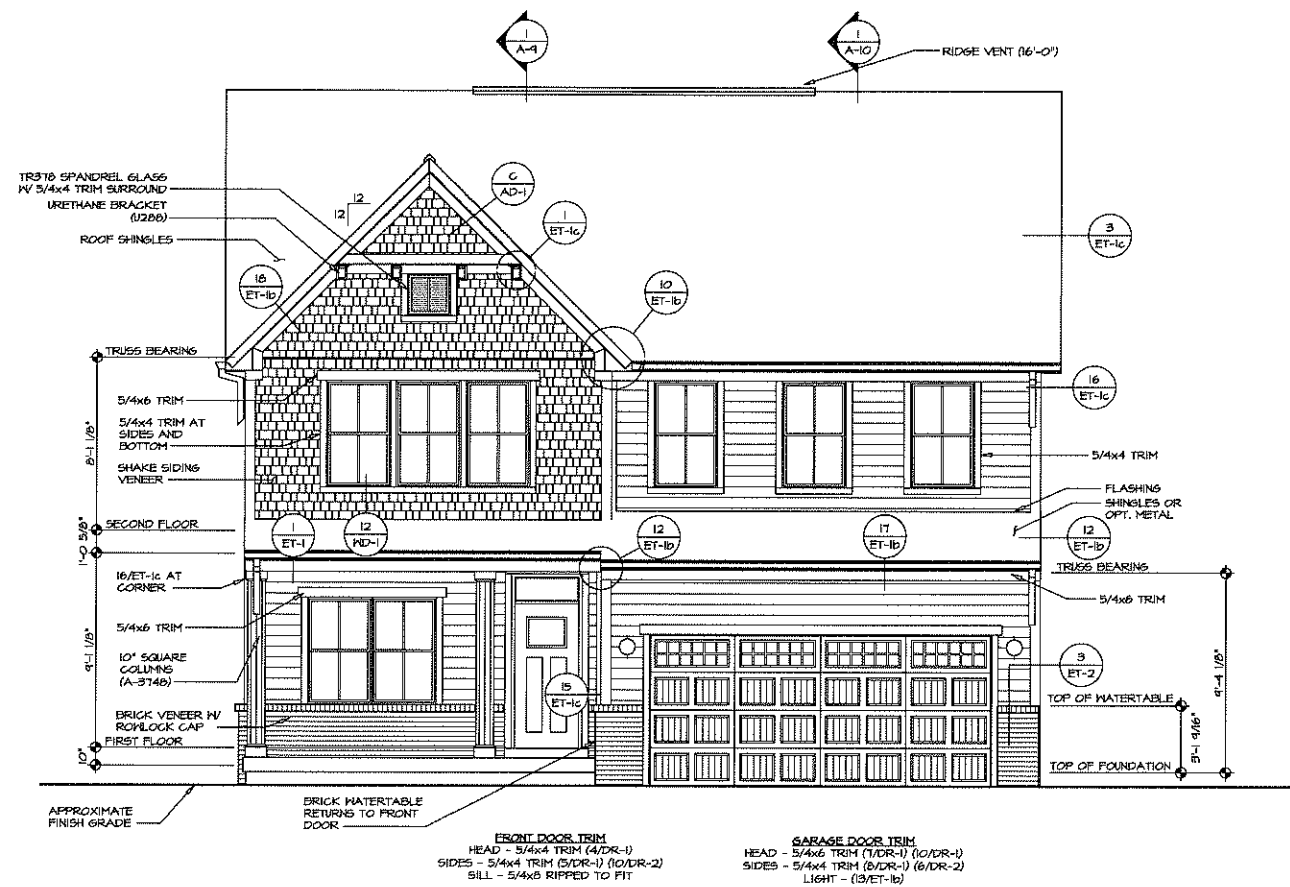 1
A-9
1
A-10
RIDGE VENT (16'-0")
TR378 SPANDREL GLASS
W/ 5/4x4 TRIM SURROUND
URETHANE BRACKET
(U288)
ROOF SHINGLES
12
12
C
AD-1
1
ET-1c
3
ET-1c
18
ET-1b
10
ET-1b
TRUSS BEARING
16
ET-1c
5/4x6 TRIM
5/4x4 TRIM AT
SIDES AND
BOTTOM
8'-1 1/8"
SHAKE SIDING
VENEER
5/4x4 TRIM
FLASHING
SHINGLES OR
OPT. METAL
SECOND FLOOR
1'-0 5/8"
1
ET-1
12
WD-1
12
ET-1b
17
ET-1b
12
ET-1b
TRUSS BEARING
16/ET-1c AT
CORNER
5/4x6 TRIM
5/4x6 TRIM
9'-1 1/8"
10" SQUARE
COLUMNS
(A-3748)
15
ET-1c
3
ET-2
9'-4 1/8"
TOP OF WATERTABLE
BRICK VENEER W/
ROWLOCK CAP
FIRST FLOOR
10"
3'-1 9/16"
TOP OF FOUNDATION
APPROXIMATE
FINISH GRADE
BRICK WATERTABLE
RETURNS TO FRONT
DOOR
FRONT DOOR TRIM
HEAD - 5/4x4 TRIM (4/DR-1)
SIDES - 5/4x4 TRIM (5/DR-1) (10/DR-2)
SILL - 5/4x8 RIPPED TO FIT
GARAGE DOOR TRIM
HEAD - 5/4x6 TRIM (7/DR-1) (10/DR-1)
SIDES - 5/4x4 TRIM (8/DR-1) (6/DR-2)
LIGHT - (13/ET-1b)